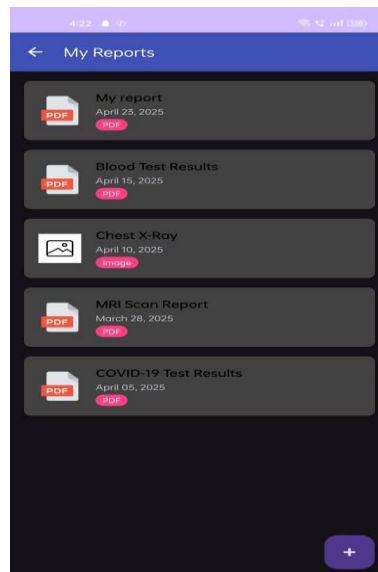 4:22
My Reports
My report
April 23, 2025
PDF
PDF
Blood Test Results
April 15, 2025
PDF
PDF
Chest X-Ray
April 10, 2025
Image
MRI Scan Report
March 28, 2025
PDF
PDF
COVID-19 Test Results
April 05, 2025
PDF
PDF
+